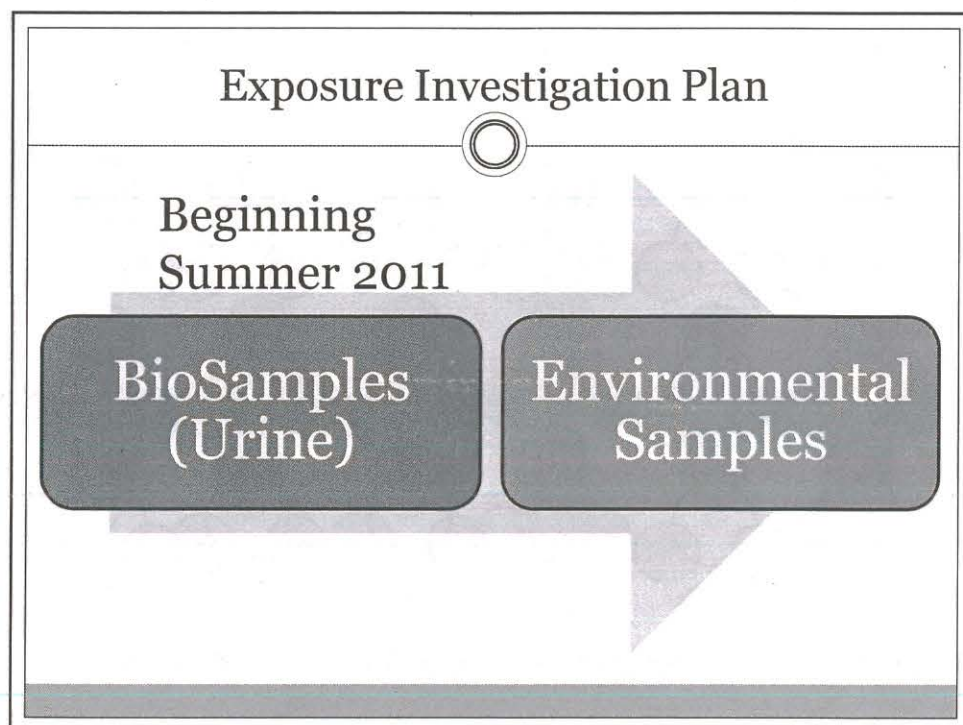 Exposure Investigation Plan
Beginning
Summer 2011
BioSamples
(Urine)
Environmental
Samples